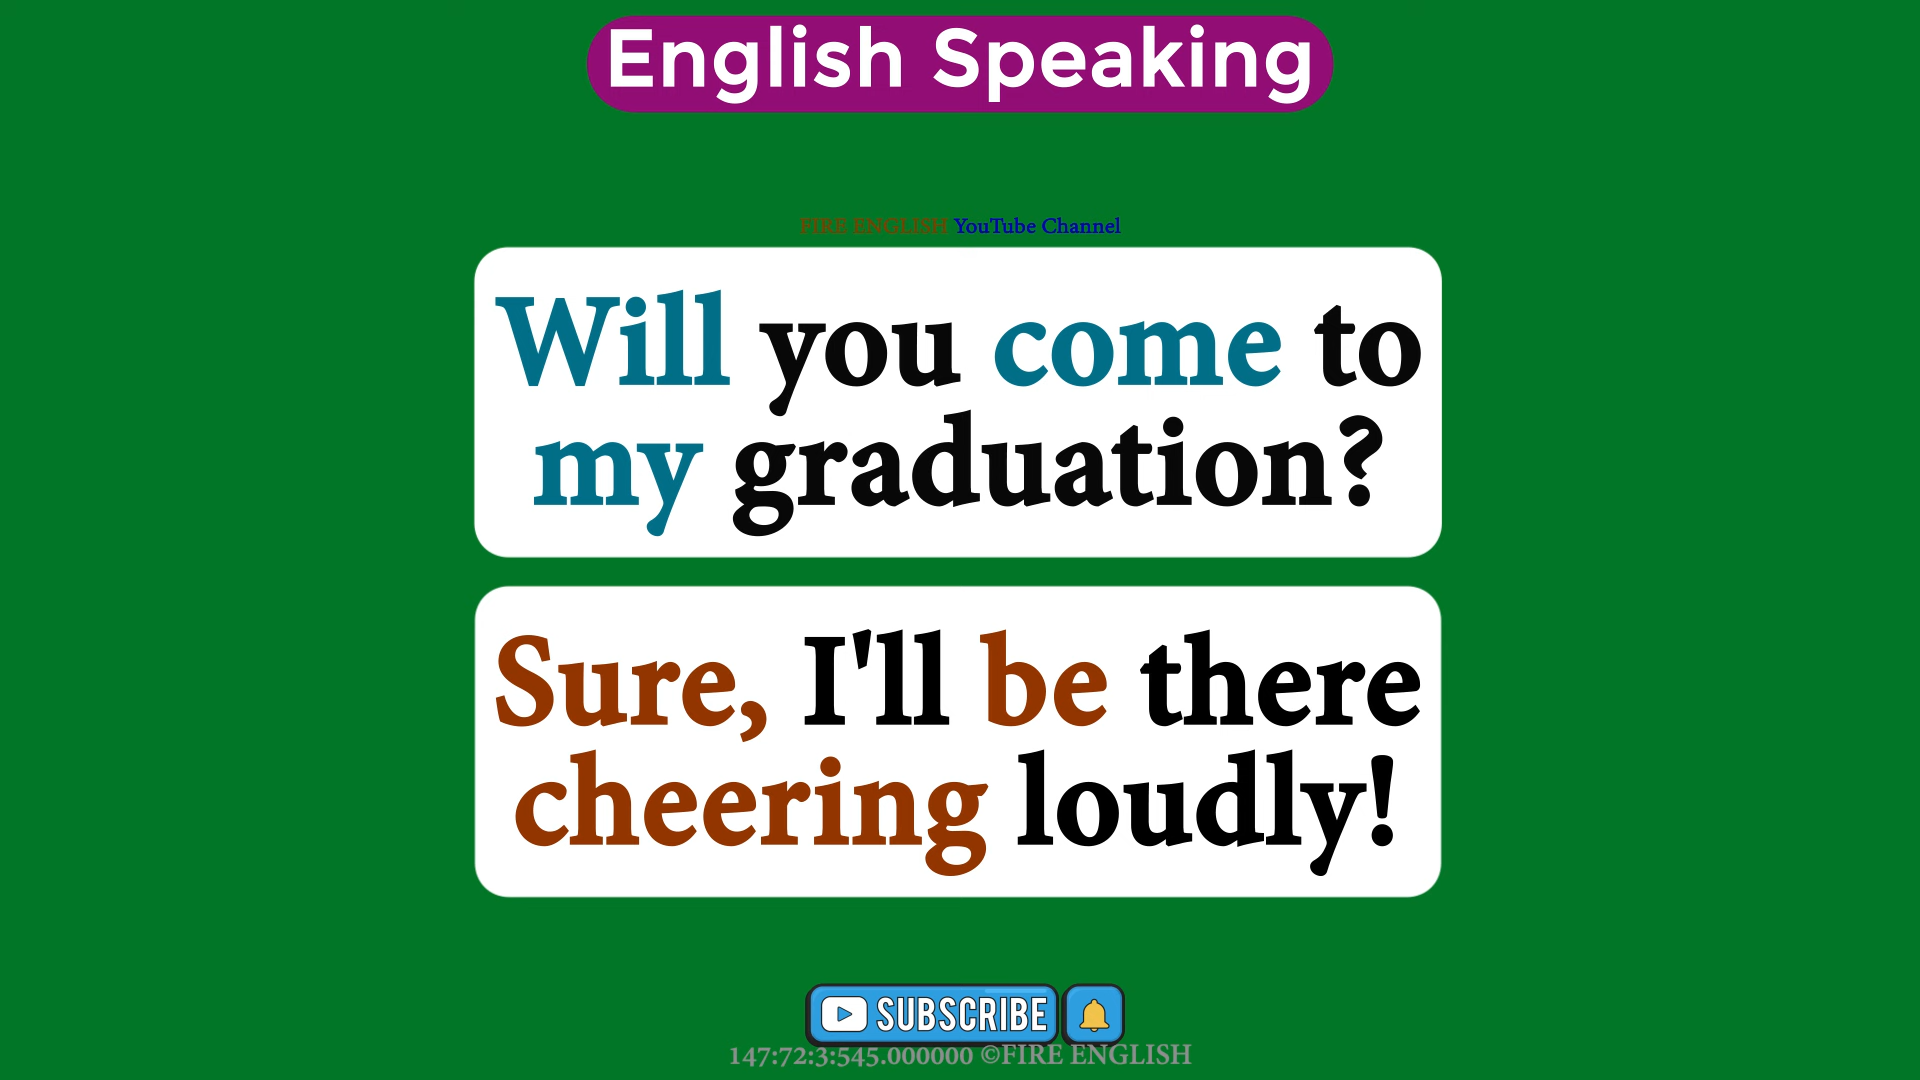 English Speaking
FIRE ENGLISH YouTube Channel
Will you come to
my graduation?
Sure, I'll be there
cheering loudly!
SUBSCRIBE
147:72:3:545.000000 ©FIRE ENGLISH